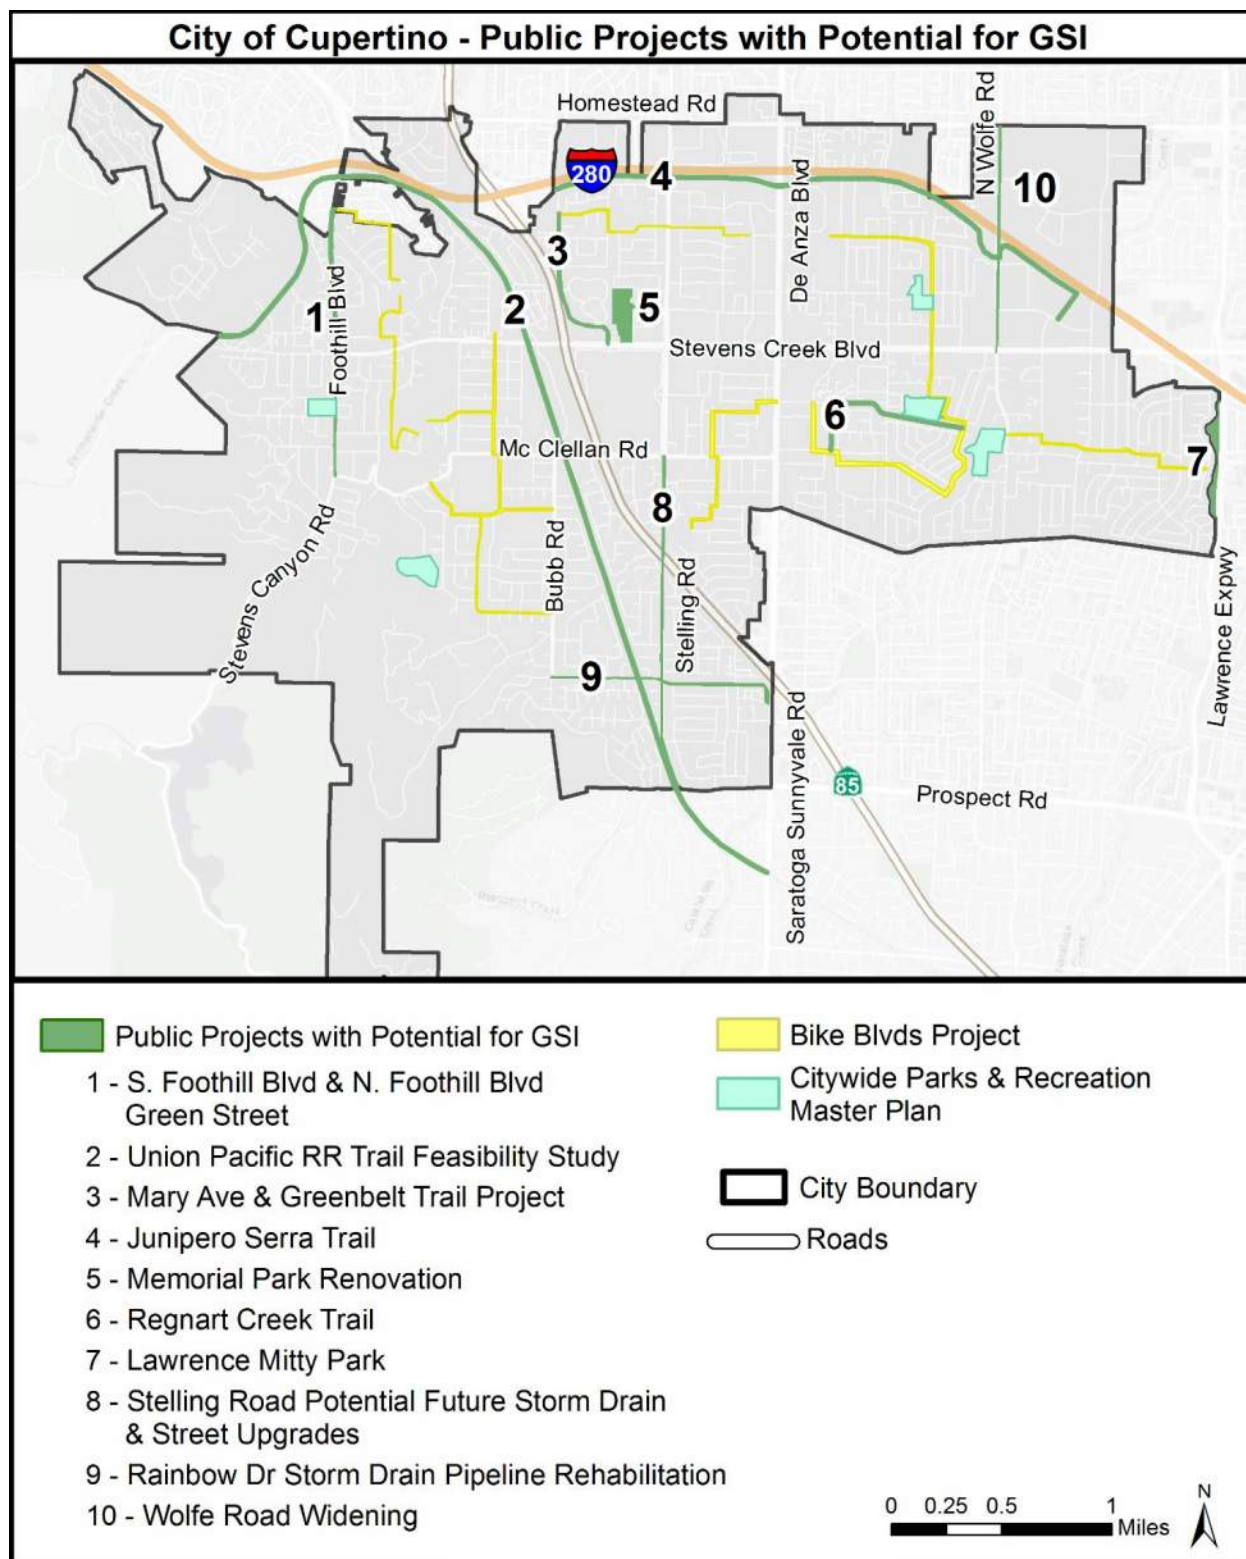 City of Cupertino - Public Projects with Potential for GSI
Homestead Rd
N Wolfe Rd
280
4
10
De Anza Blvd
3
Foothill Blvd
1
2
5
Stevens Creek Blvd
6
Mc Clellan Rd
7
8
Stevens Canyon Rd
Bubb Rd
Stelling Rd
Lawrence Expwy
9
Saratoga Sunnyvale Rd
85
Prospect Rd
Public Projects with Potential for GSI
1 - S. Foothill Blvd & N. Foothill Blvd
Green Street
2 - Union Pacific RR Trail Feasibility Study
3 - Mary Ave & Greenbelt Trail Project
4 - Junipero Serra Trail
5 - Memorial Park Renovation
6 - Regnart Creek Trail
7 - Lawrence Mitty Park
8 - Stelling Road Potential Future Storm Drain
& Street Upgrades
9 - Rainbow Dr Storm Drain Pipeline Rehabilitation
10 - Wolfe Road Widening
Bike Blvds Project
Citywide Parks & Recreation
Master Plan
City Boundary
Roads
0 0.25 0.5 1
Miles
N